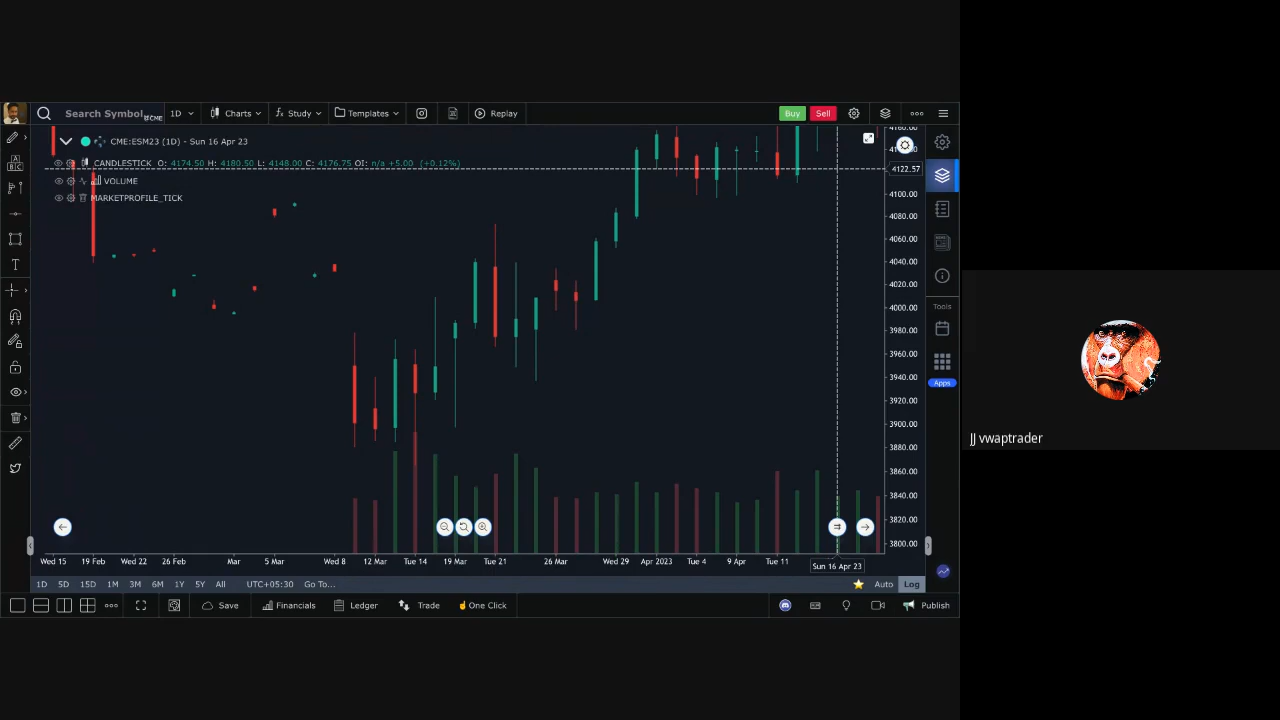 Search Symbol CME 1D Charts Study Templates Replay Buy Sell
CME:ESM23 (1D) - Sun 16 Apr 23
CANDLESTICK O: 4174.50 H: 4180.50 L: 4148.00 C: 4176.75 OI: n/a +5.00 (+0.12%)
VOLUME
MARKETPROFILE_TICK
ABC
T
4160.00
4122.57
4100.00
4080.00
4060.00
4040.00
4020.00
4000.00
3980.00
3960.00
3940.00
3920.00
3900.00
3880.00
3860.00
3840.00
3820.00
3800.00
Tools
Apps
JJ vwaptrader
Wed 15 19 Feb Wed 22 26 Feb Mar 5 Mar Wed 8 12 Mar Tue 14 19 Mar Tue 21 26 Mar Wed 29 Apr 2023 Tue 4 9 Apr Tue 11 Sun 16 Apr 23
1D 5D 15D 1M 3M 6M 1Y 5Y All UTC+05:30 Go To... Auto Log
Save Financials Ledger Trade One Click Publish